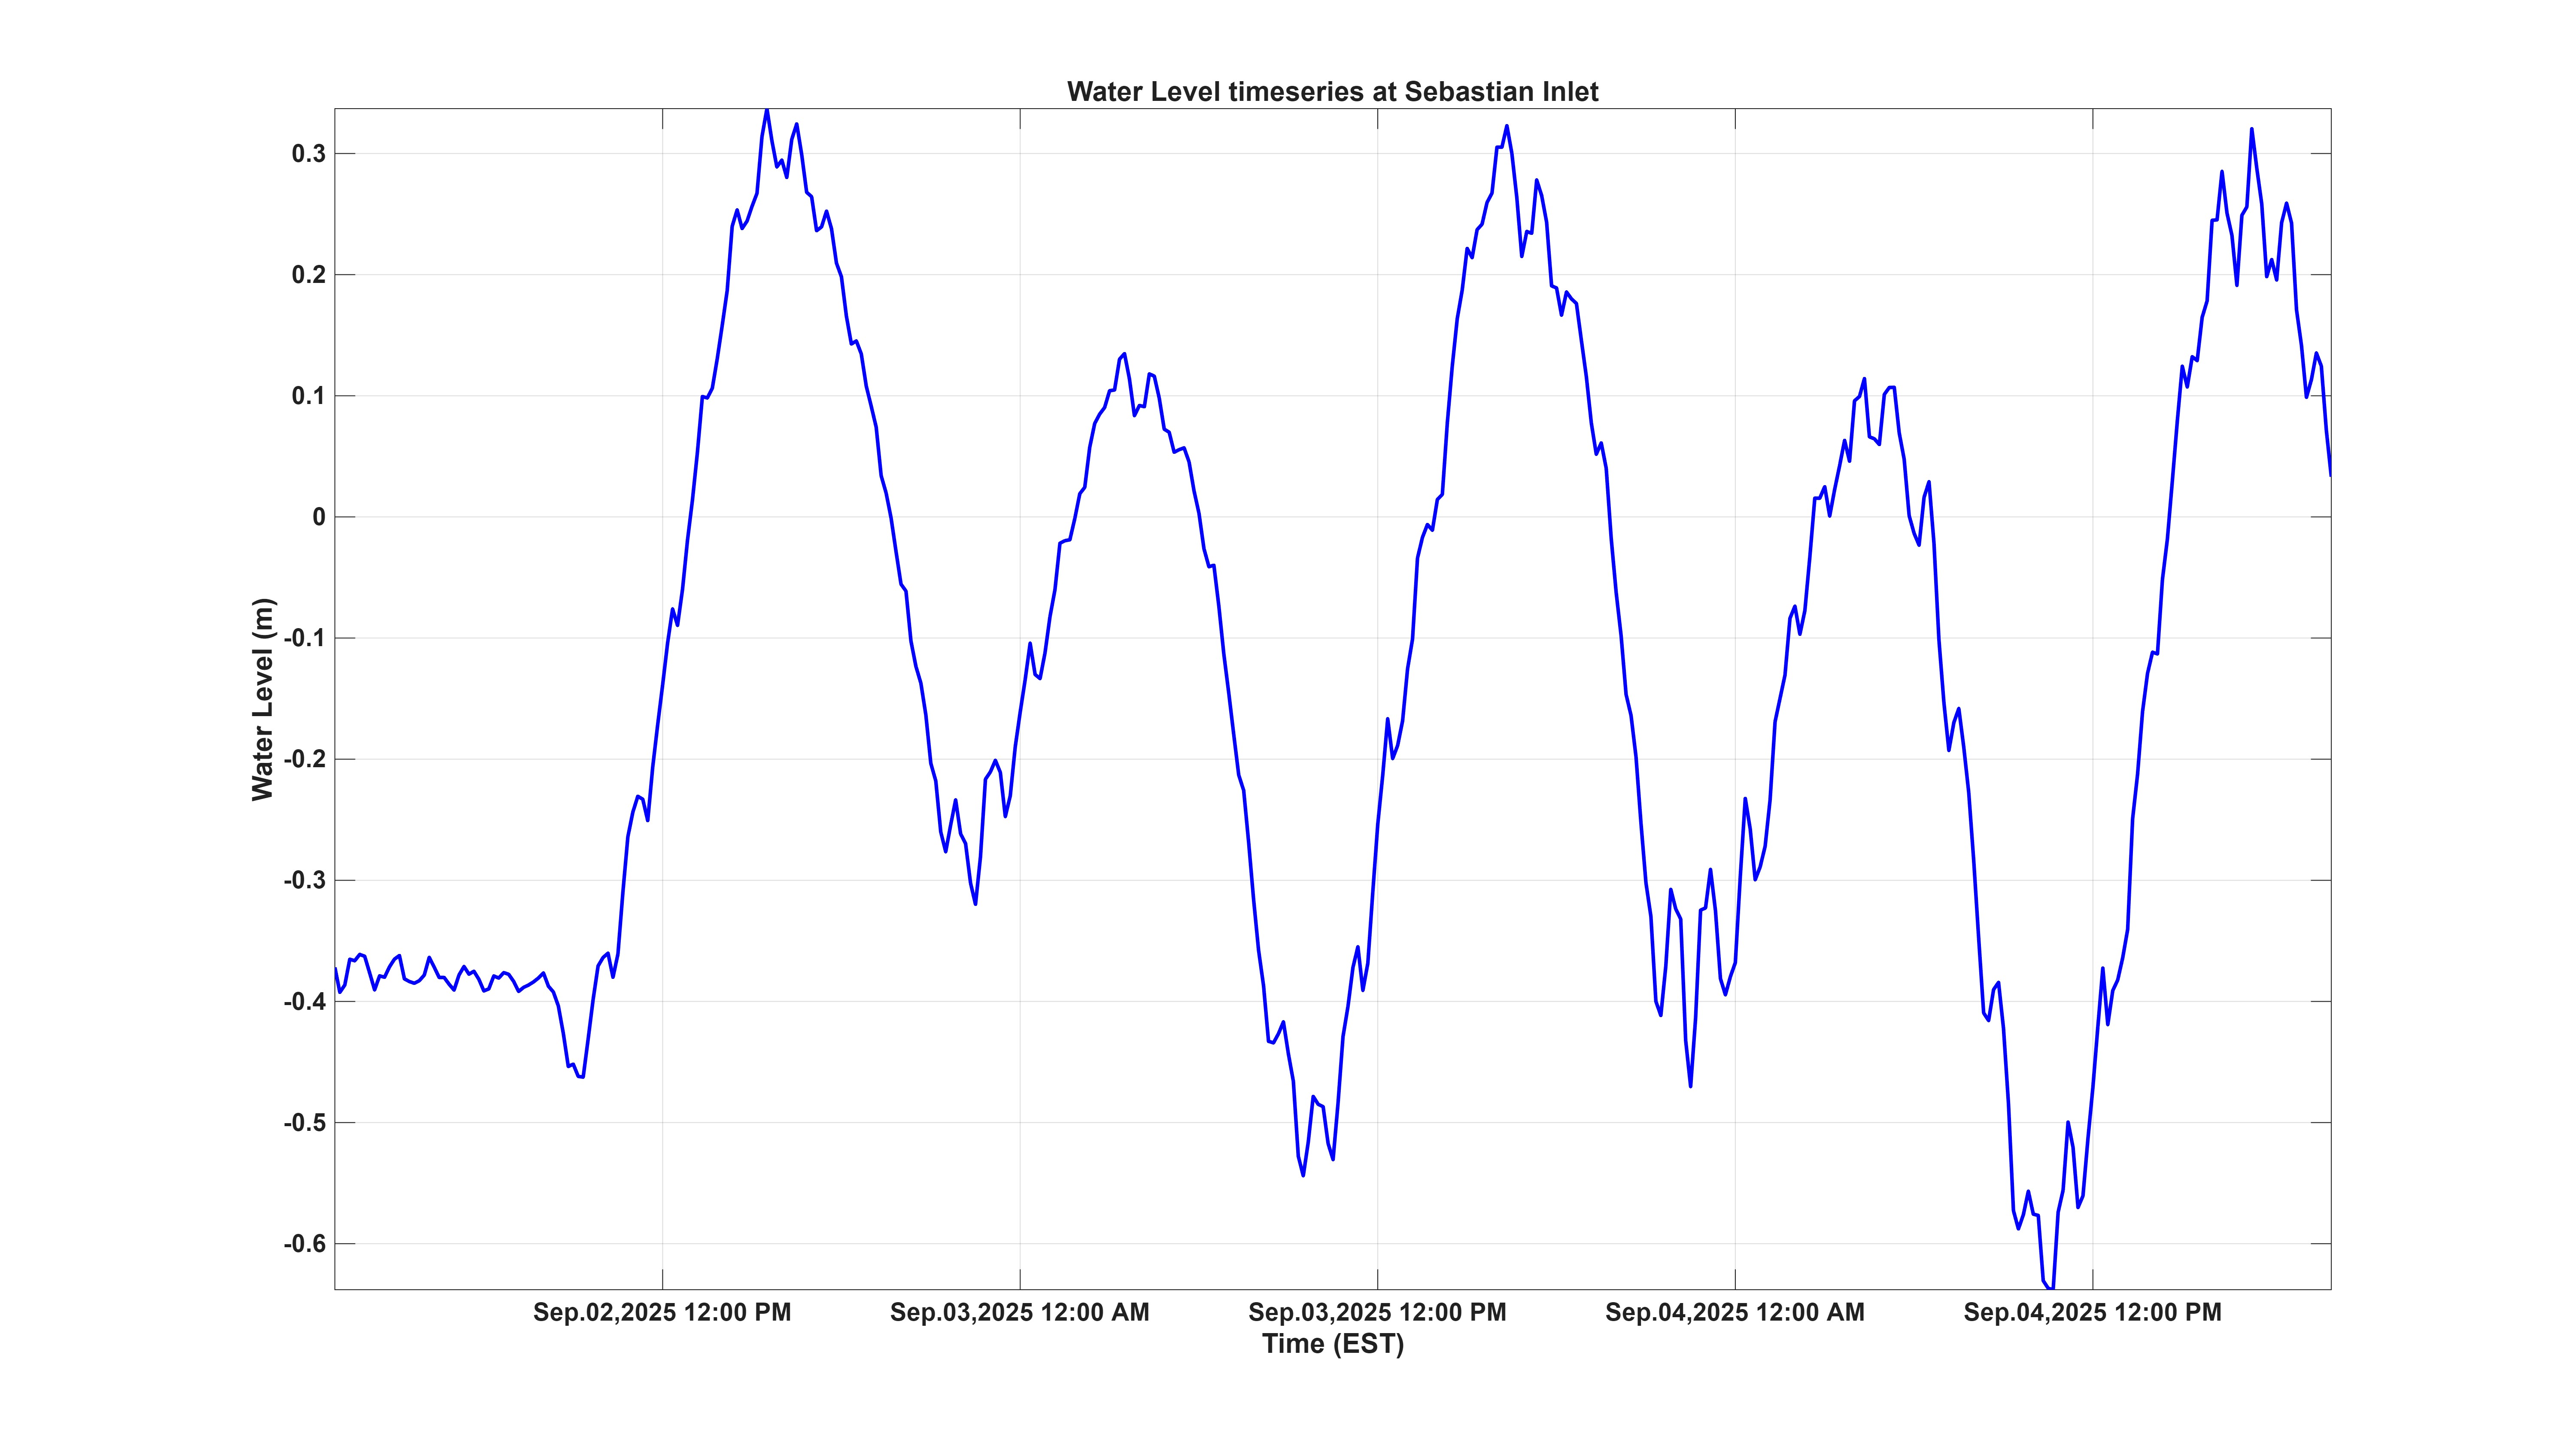 Water Level timeseries at Sebastian Inlet
0.3
0.2
0.1
0
-0.1
-0.2
-0.3
-0.4
-0.5
-0.6
Water Level (m)
Sep.02,2025 12:00 PM
Sep.03,2025 12:00 AM
Sep.03,2025 12:00 PM
Sep.04,2025 12:00 AM
Sep.04,2025 12:00 PM
Time (EST)